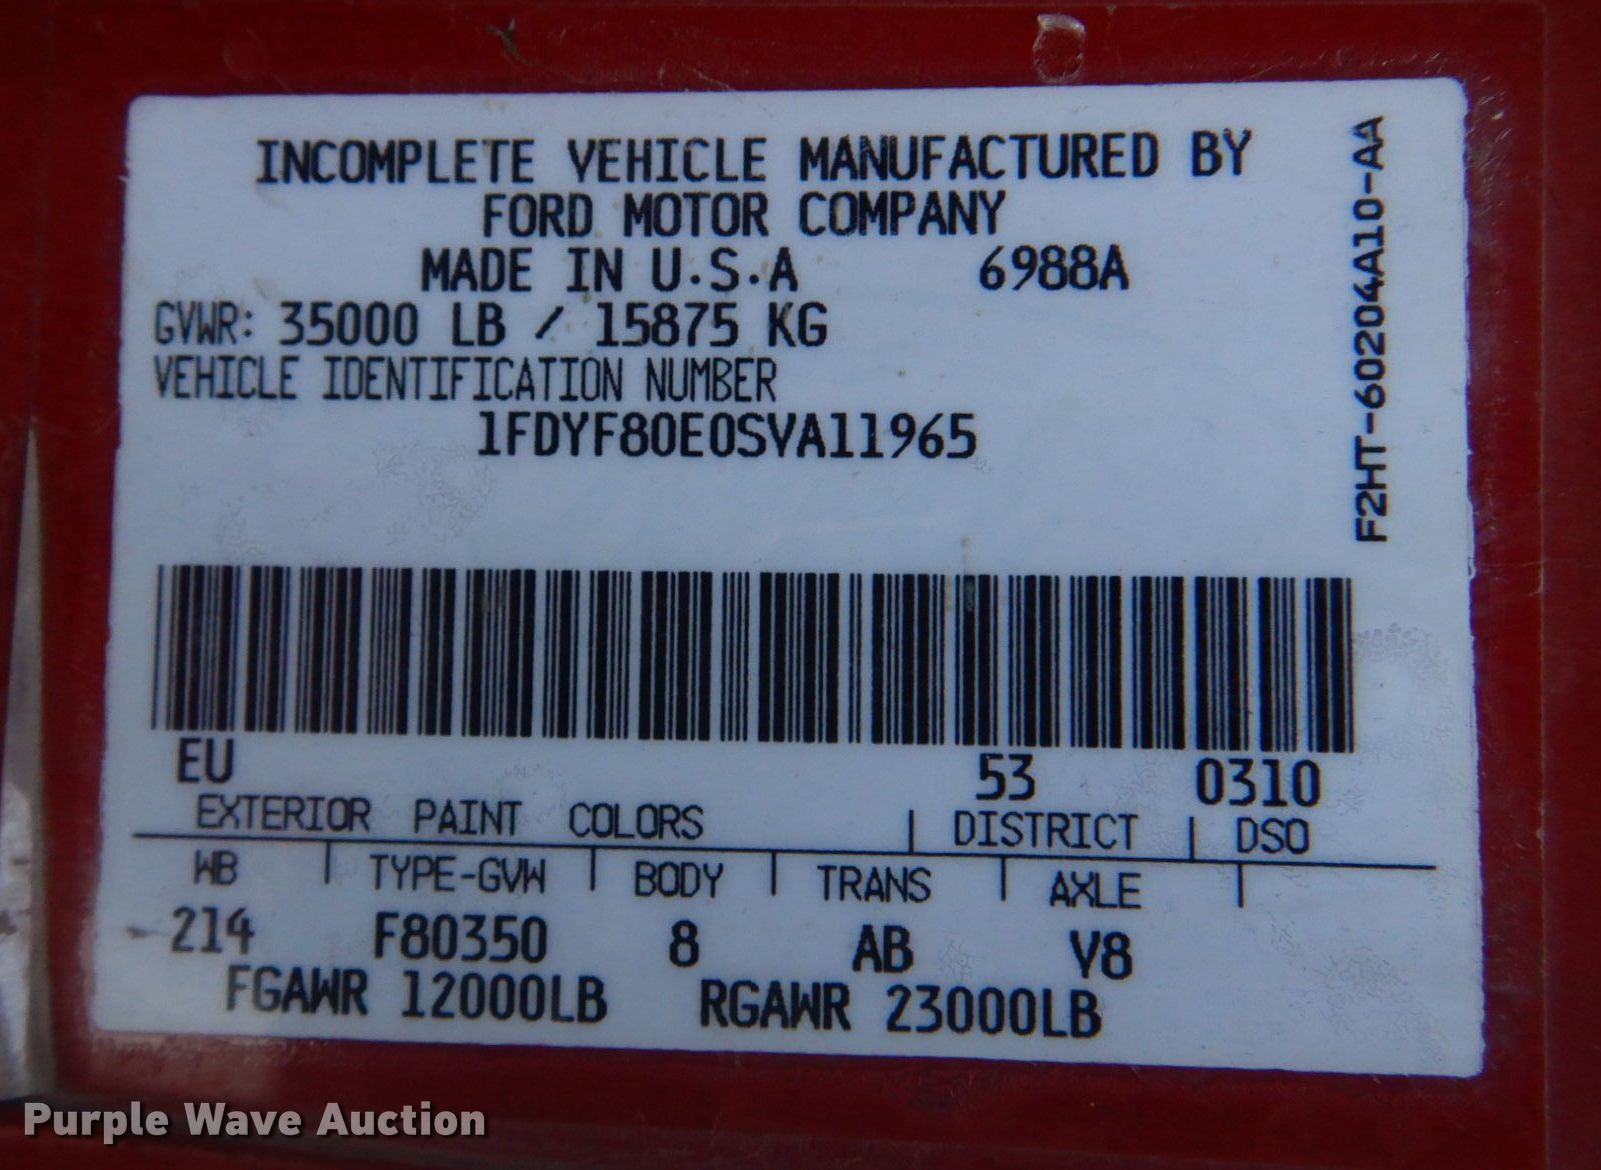 INCOMPLETE VEHICLE MANUFACTURED BY
FORD MOTOR COMPANY
MADE IN U.S.A 6988A
GVWR: 35000 LB / 15875 KG
VEHICLE IDENTIFICATION NUMBER
1FDYF80E0SVA11965
F2HT-60204A10-AA
EU 53 0310
EXTERIOR PAINT COLORS | DISTRICT | DSO
WB | TYPE-GVW | BODY | TRANS | AXLE |
214 F80350 8 AB V8
FGAWR 12000LB RGAWR 23000LB
Purple Wave Auction